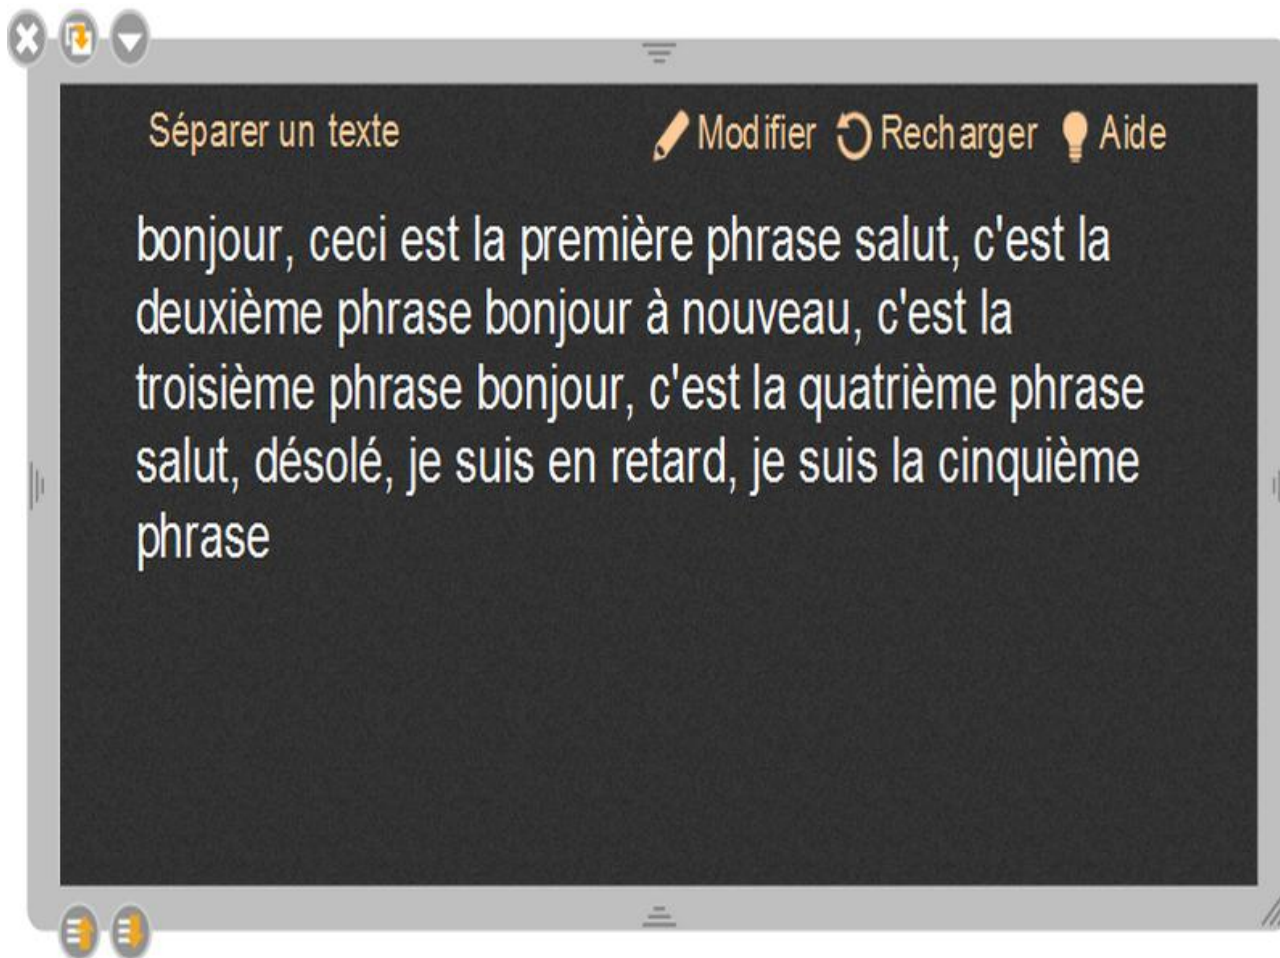 Séparer un texte Modifier Recharger Aide
bonjour, ceci est la première phrase salut, c'est la
deuxième phrase bonjour à nouveau, c'est la
troisième phrase bonjour, c'est la quatrième phrase
salut, désolé, je suis en retard, je suis la cinquième
phrase